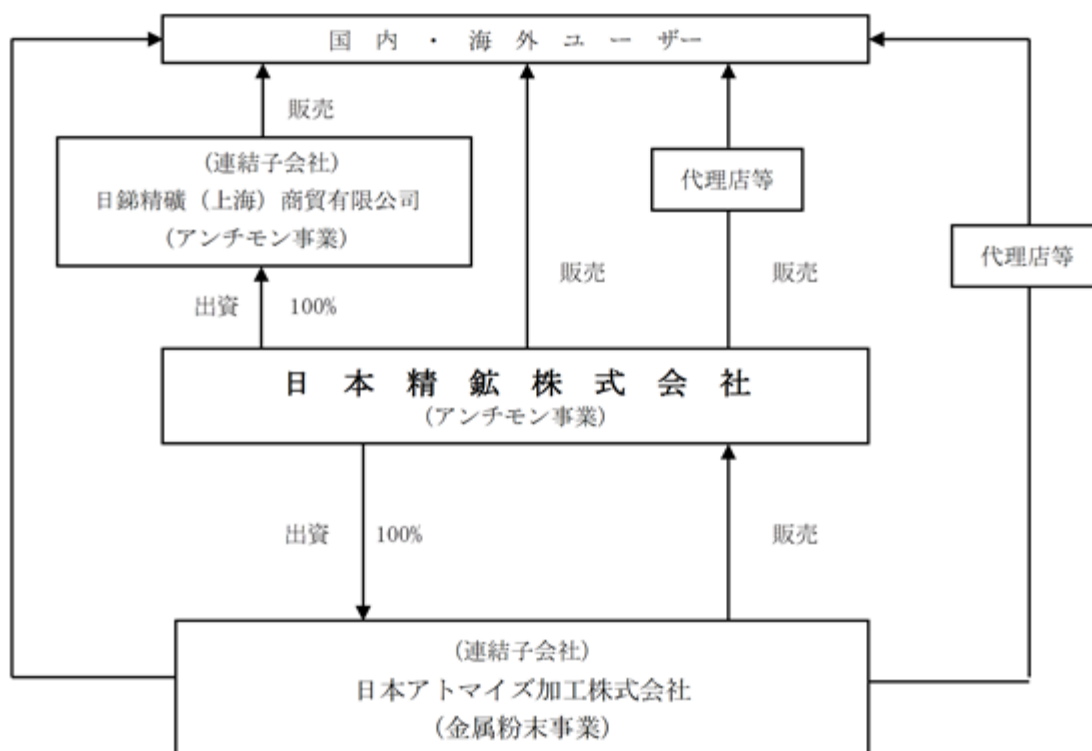 国内・海外ユーザー
販売
(連結子会社)
日銻精礦（上海）商貿有限公司
(アンチモン事業)
代理店等
代理店等
出資 100%
販売
販売
日本精鉱株式会社
(アンチモン事業)
出資 100%
販売
(連結子会社)
日本アトマイズ加工株式会社
(金属粉末事業)